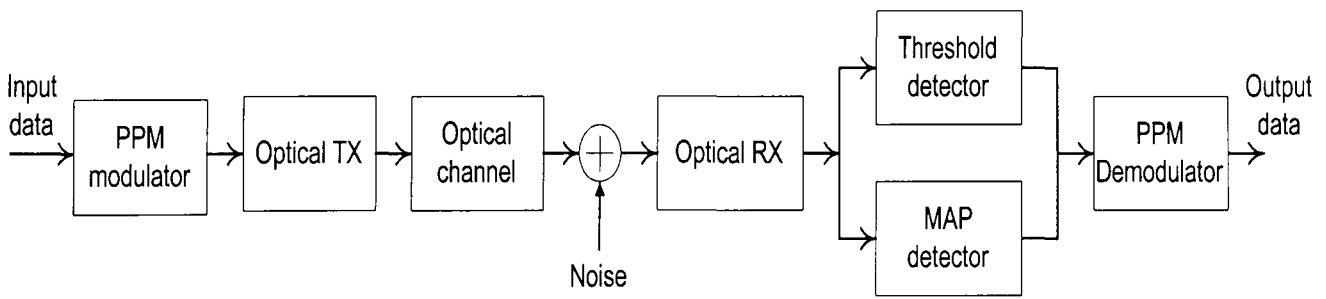 Input
data
PPM
modulator
Optical TX
Optical
channel
Noise
Optical RX
Threshold
detector
MAP
detector
PPM
Demodulator
Output
data